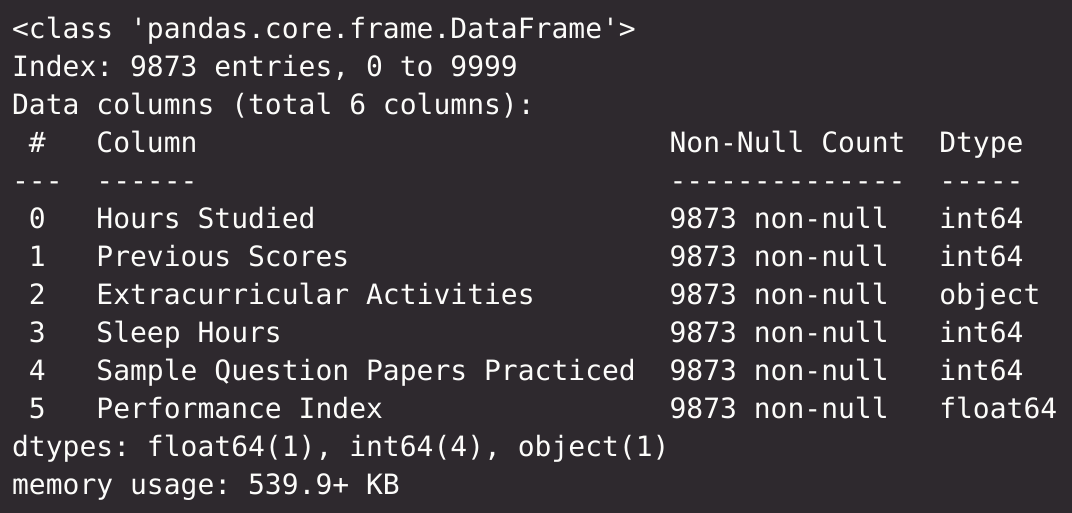 <class 'pandas.core.frame.DataFrame'>
Index: 9873 entries, 0 to 9999
Data columns (total 6 columns):
 #   Column                            Non-Null Count  Dtype
---  ------                            --------------  -----
 0   Hours Studied                     9873 non-null   int64
 1   Previous Scores                   9873 non-null   int64
 2   Extracurricular Activities        9873 non-null   object
 3   Sleep Hours                       9873 non-null   int64
 4   Sample Question Papers Practiced  9873 non-null   int64
 5   Performance Index                 9873 non-null   float64
dtypes: float64(1), int64(4), object(1)
memory usage: 539.9+ KB